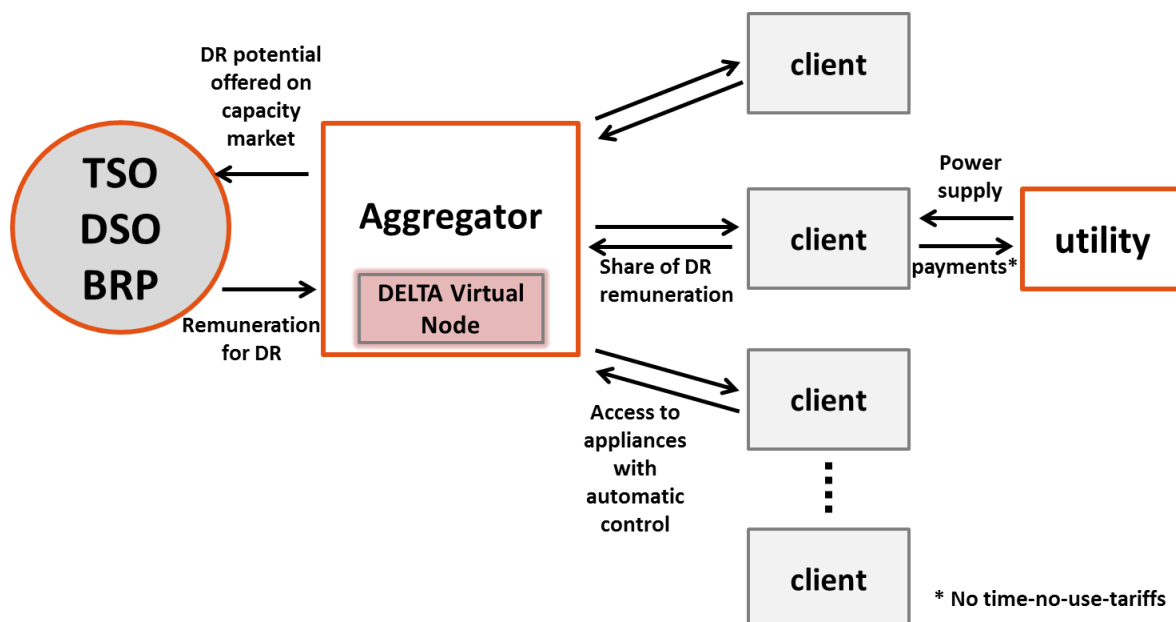 DR potential
offered on
capacity
market
TSO
DSO
BRP
Remuneration
for DR
Aggregator
DELTA Virtual
Node
client
client
Share of DR
remuneration
Power
supply
payments*
utility
client
Access to
appliances
with
automatic
control
client
* No time-no-use-tariffs